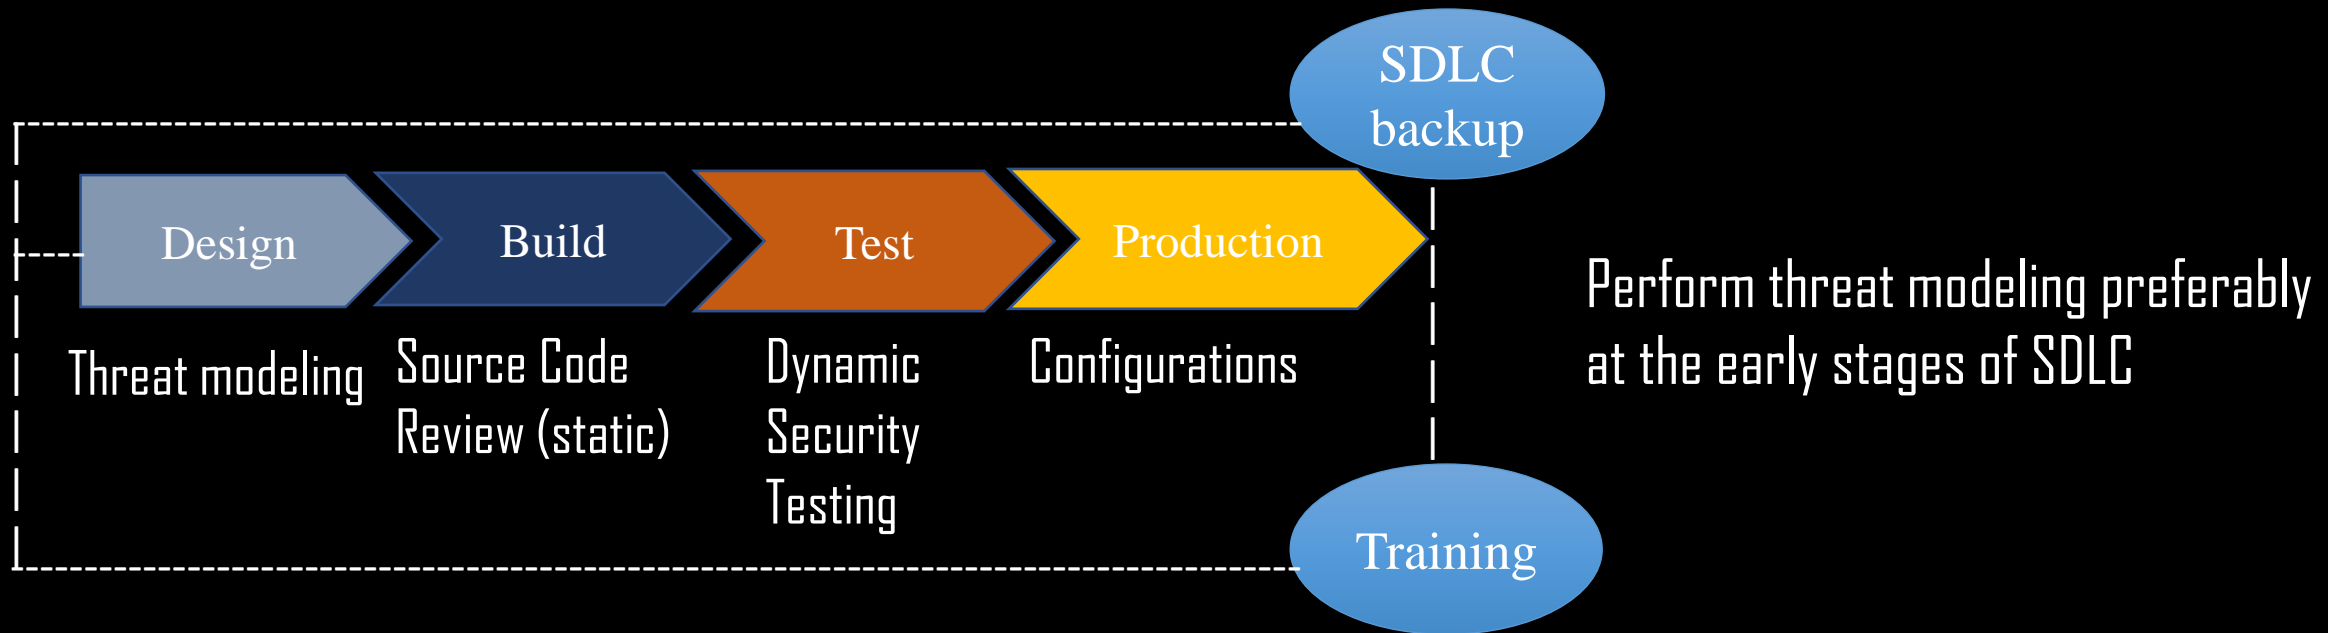 SDLC
backup
Design
Build
Test
Production
Threat modeling
Source Code
Review (static)
Dynamic
Security
Testing
Configurations
Perform threat modeling preferably
at the early stages of SDLC
Training